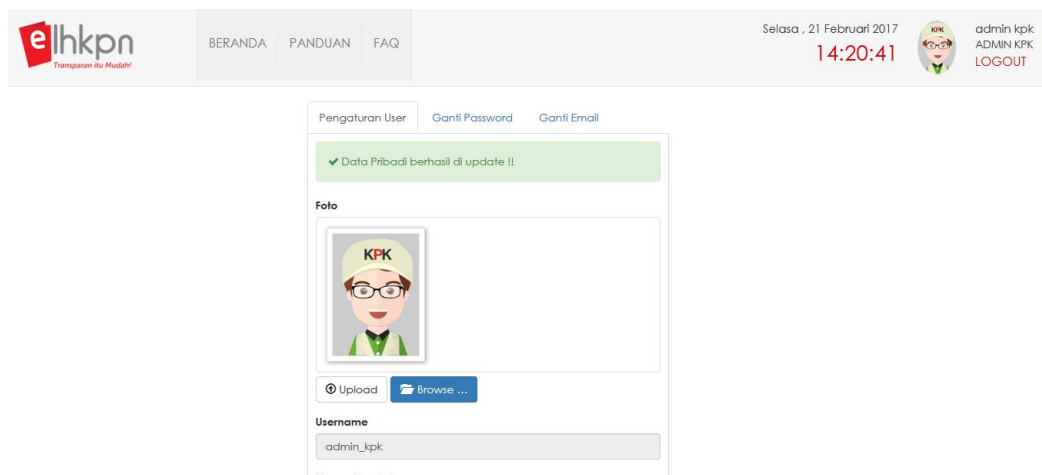 elhkpn
Transparan itu Mudah!
BERANDA PANDUAN FAQ
Selasa , 21 Februari 2017
14:20:41
KPK
admin kpk
ADMIN KPK
LOGOUT
Pengaturan User Ganti Password Ganti Email
Data Pribadi berhasil di update !!
Foto
KPK
Upload Browse ...
Username
admin_kpk